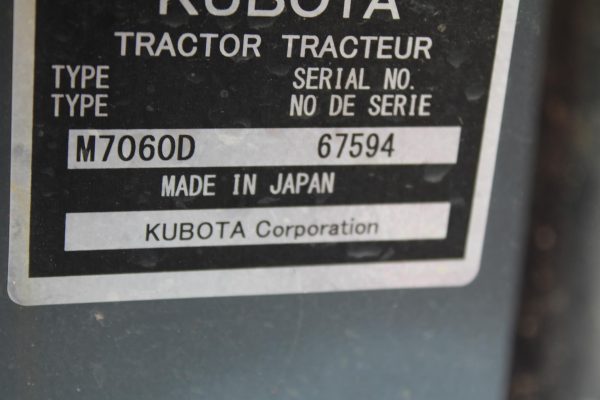 KUBOTA
TRACTOR TRACTEUR
TYPE SERIAL NO.
TYPE NO DE SERIE
M7060D 67594
MADE IN JAPAN
KUBOTA Corporation